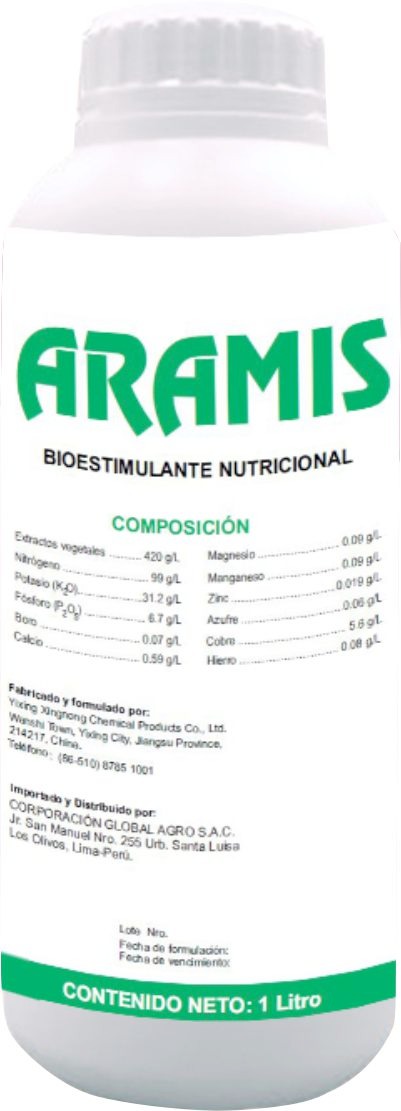 ARAMIS
BIOESTIMULANTE NUTRICIONAL
COMPOSICIÓN
Extractos vegetales .......... 420 g/L
Nitrógeno .......... 99 g/L
Potasio (K2O) .......... 31.2 g/L
Fósforo (P2O5) .......... 6.7 g/L
Boro .......... 0.07 g/L
Calcio .......... 0.59 g/L
Magnesio .......... 0.09 g/L
Manganeso .......... 0.09 g/L
Zinc .......... 0.019 g/L
Azufre .......... 0.06 g/L
Cobre .......... 5.6 g/L
Hierro .......... 0.08 g/L
Fabricado y formulado por:
Yixing Xingnong Chemical Products Co., Ltd.
Wanshi Town, Yixing City, Jiangsu Province,
214217, China.
Teléfono: (86-510) 8785 1001
Importado y Distribuido por:
CORPORACIÓN GLOBAL AGRO S.A.C.
Jr. San Manuel Nro. 255 Urb. Santa Luisa
Los Olivos, Lima-Perú.
Lote Nro.
Fecha de formulación:
Fecha de vencimiento:
CONTENIDO NETO: 1 Litro